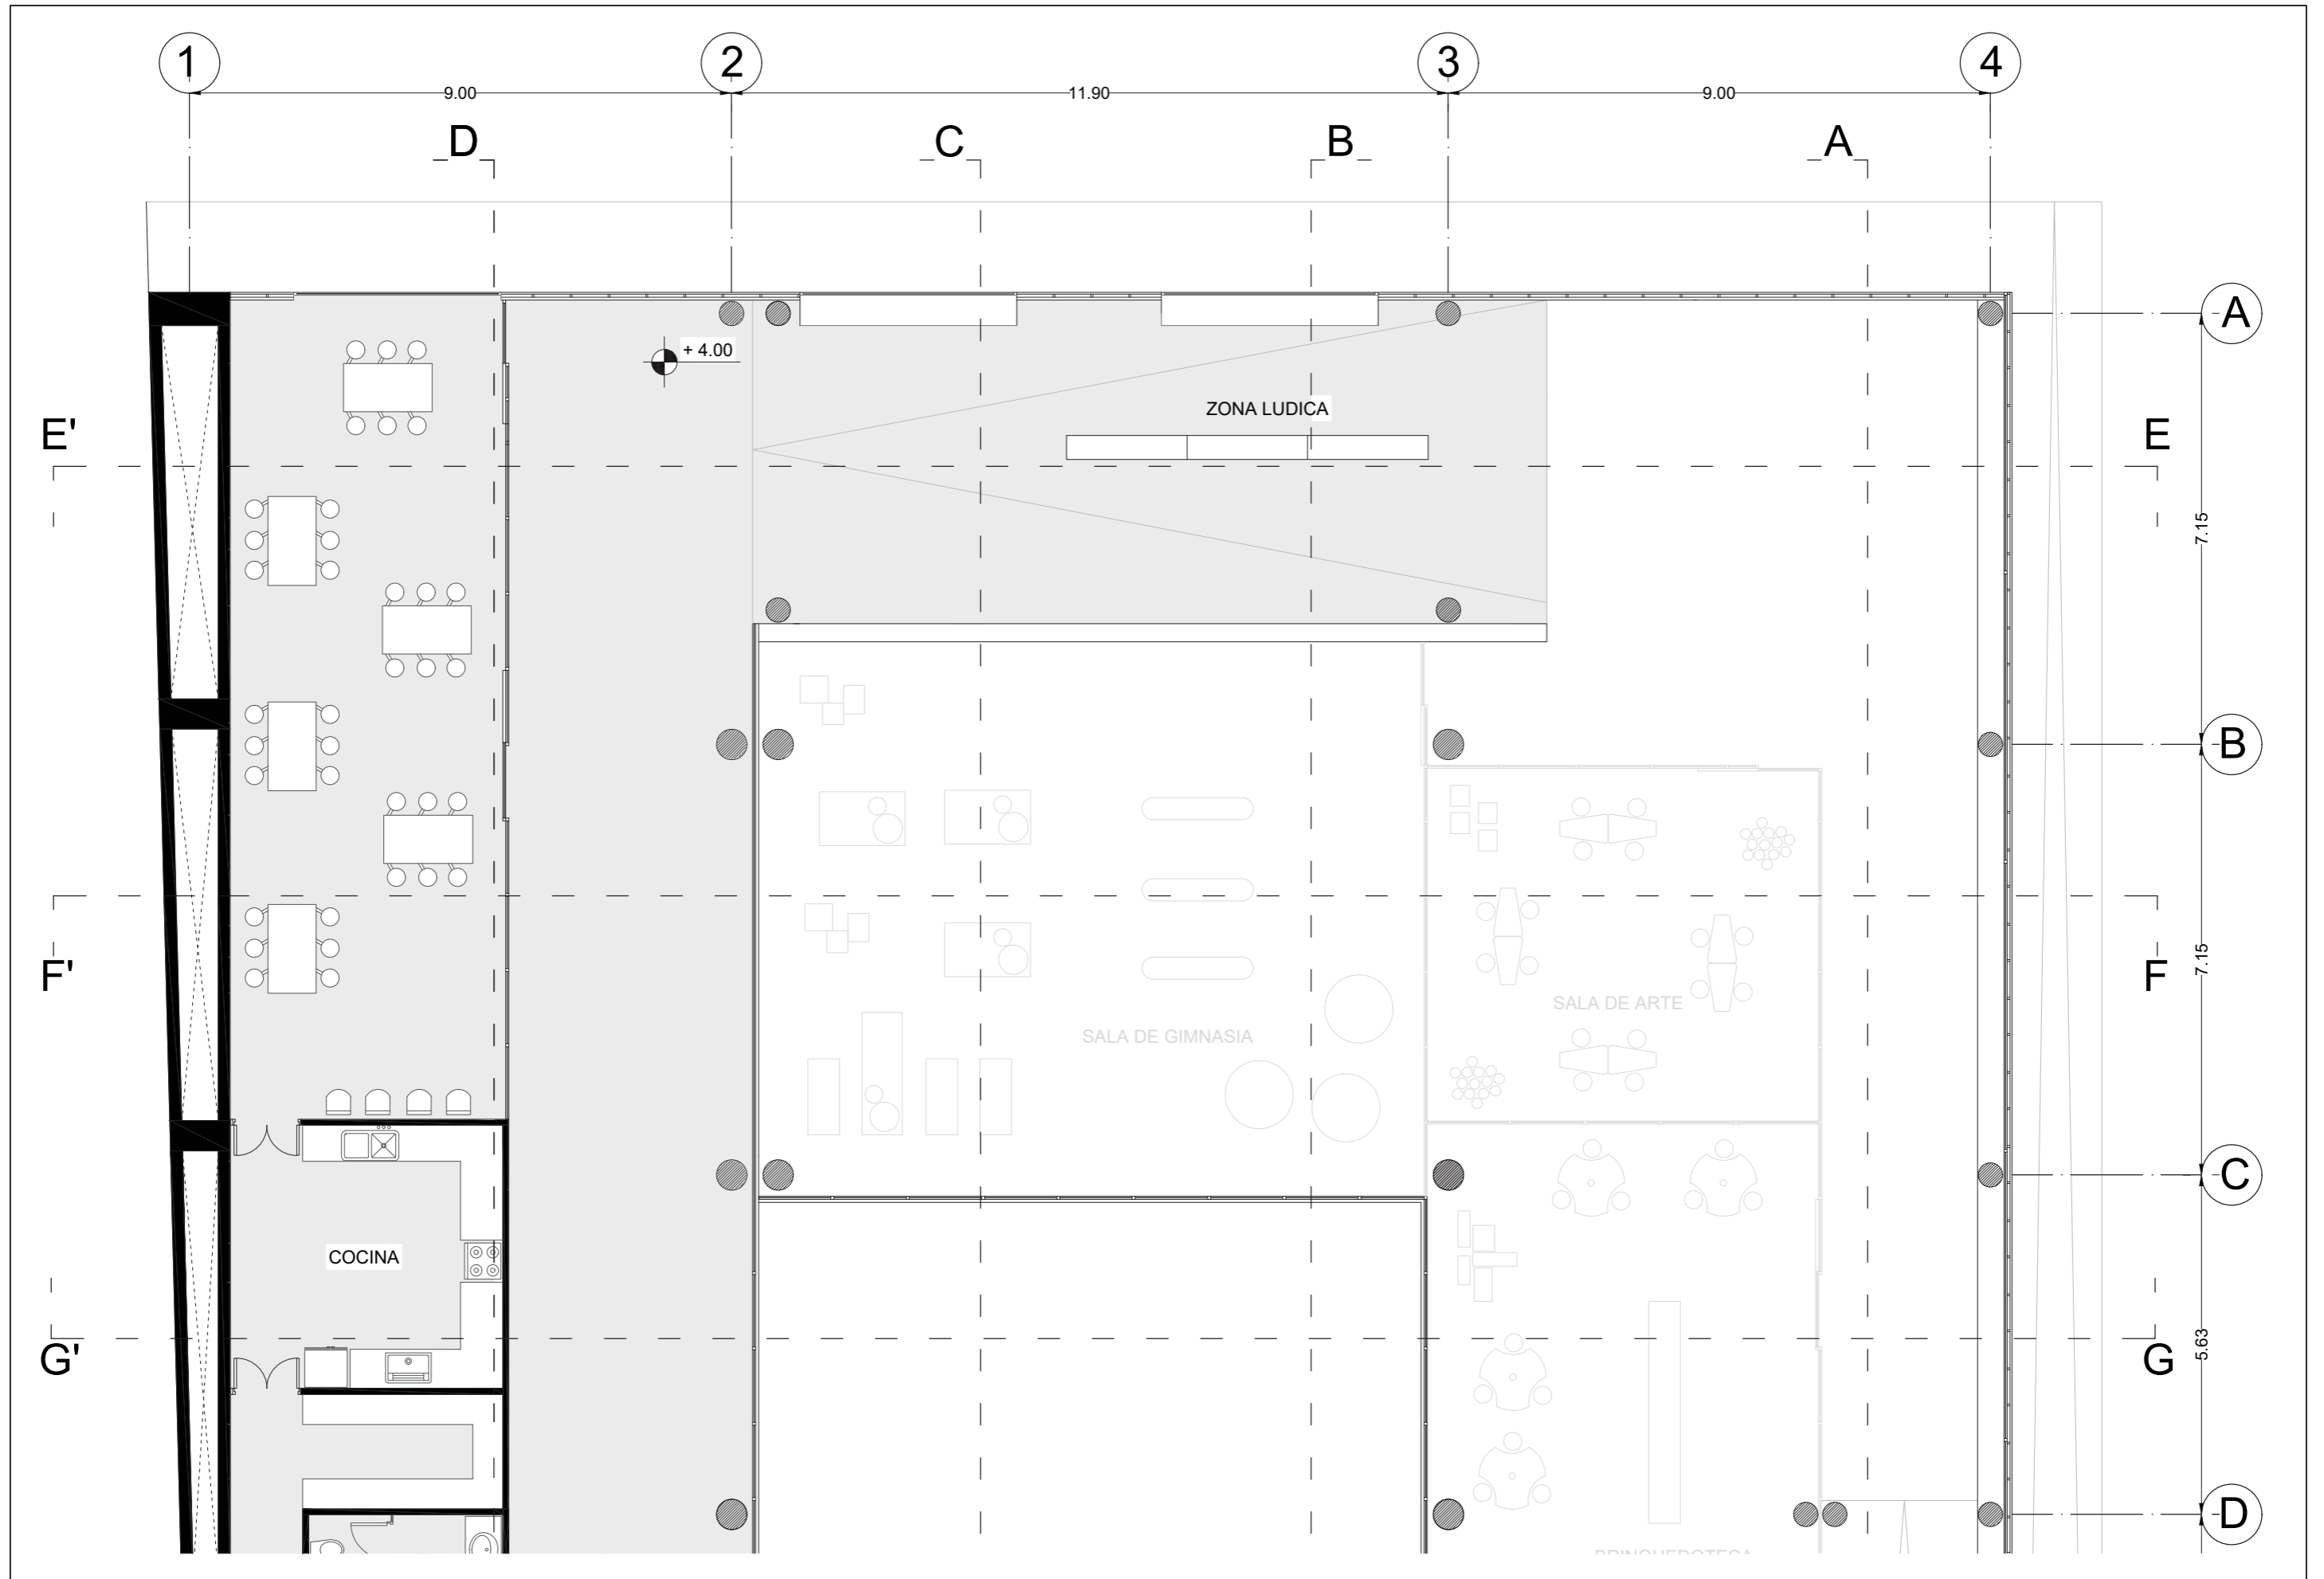 1
2
3
4
9.00
11.90
9.00
D
C
B
A
A
+ 4.00
ZONA LUDICA
E'
E
7.15
B
F'
F
7.15
SALA DE ARTE
SALA DE GIMNASIA
C
COCINA
G'
G
5.63
D
BRINQUEDOTECA